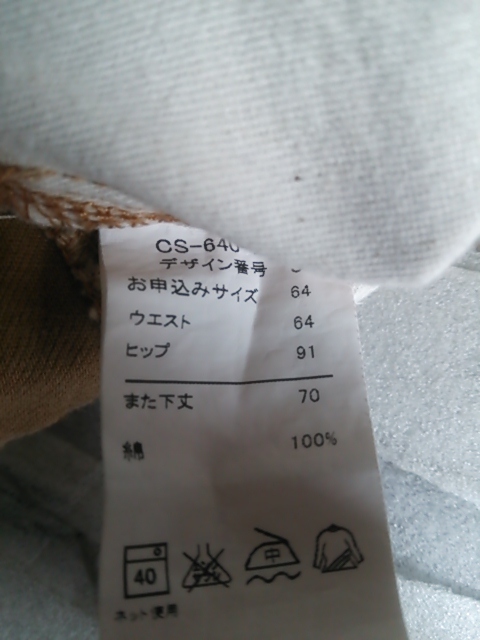 CS-640
デザイン番号
お申込みサイズ 64
ウエスト 64
ヒップ 91
また下丈 70
綿 100%
40 中
ネット使用